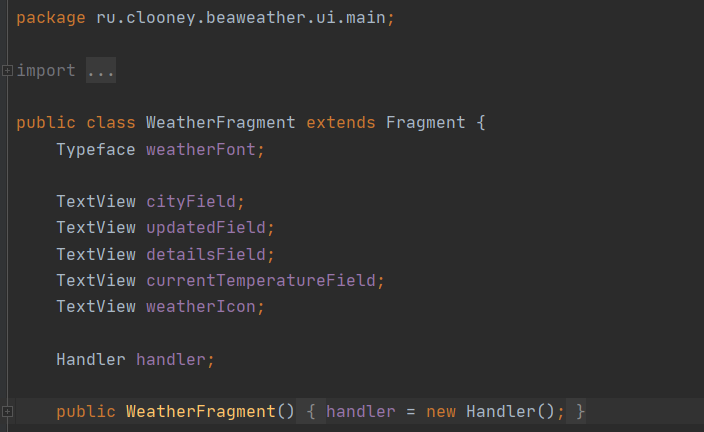 package ru.clooney.beaweather.ui.main;
import ...
public class WeatherFragment extends Fragment {
Typeface weatherFont;
TextView cityField;
TextView updatedField;
TextView detailsField;
TextView currentTemperatureField;
TextView weatherIcon;
Handler handler;
public WeatherFragment() { handler = new Handler(); }